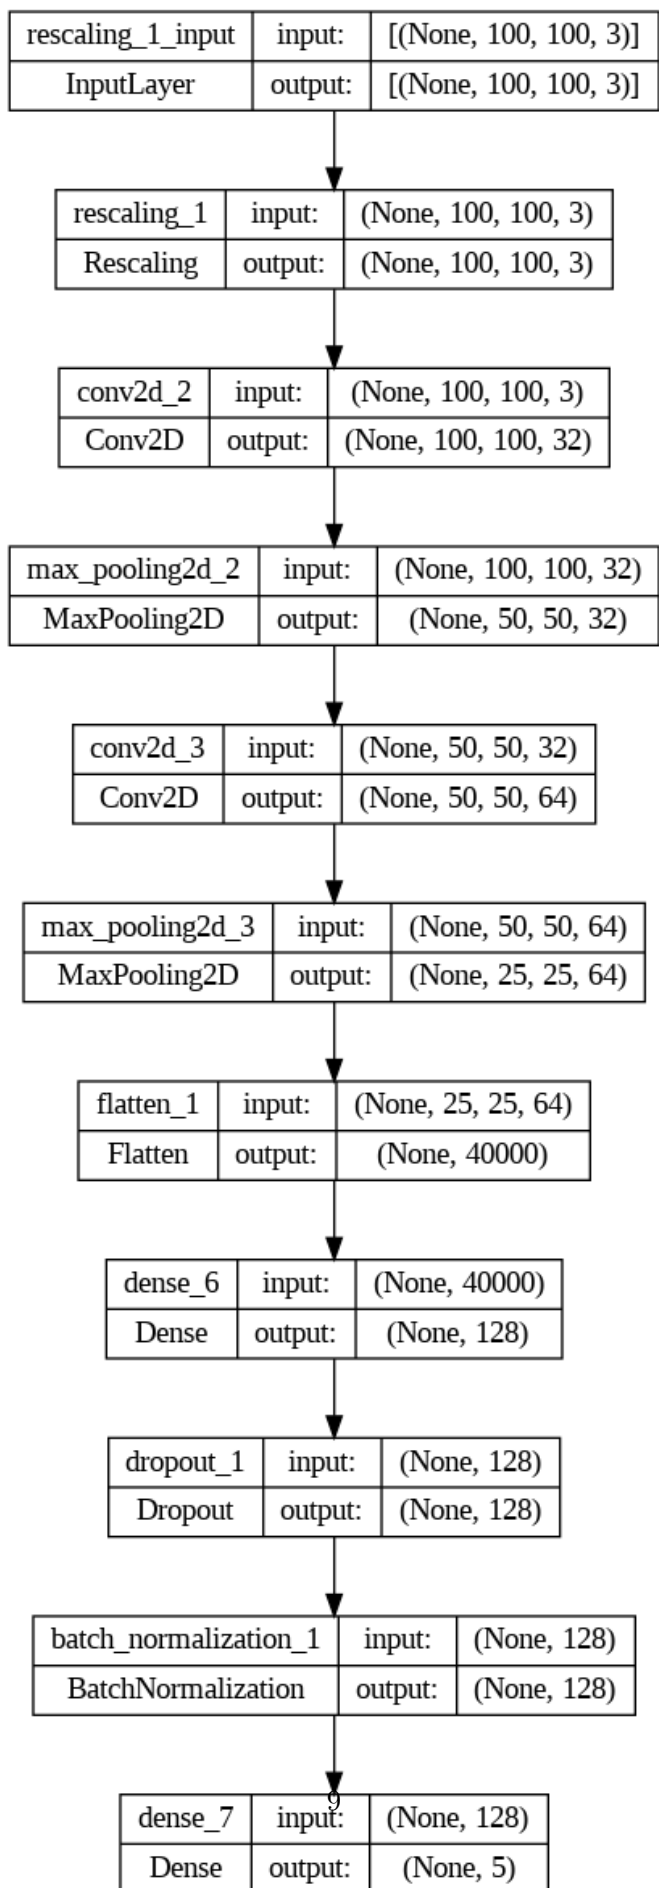 rescaling_1_input input: [(None, 100, 100, 3)]
InputLayer output: [(None, 100, 100, 3)]
rescaling_1 input: (None, 100, 100, 3)
Rescaling output: (None, 100, 100, 3)
conv2d_2 input: (None, 100, 100, 3)
Conv2D output: (None, 100, 100, 32)
max_pooling2d_2 input: (None, 100, 100, 32)
MaxPooling2D output: (None, 50, 50, 32)
conv2d_3 input: (None, 50, 50, 32)
Conv2D output: (None, 50, 50, 64)
max_pooling2d_3 input: (None, 50, 50, 64)
MaxPooling2D output: (None, 25, 25, 64)
flatten_1 input: (None, 25, 25, 64)
Flatten output: (None, 40000)
dense_6 input: (None, 40000)
Dense output: (None, 128)
dropout_1 input: (None, 128)
Dropout output: (None, 128)
batch_normalization_1 input: (None, 128)
BatchNormalization output: (None, 128)
9
dense_7 input: (None, 128)
Dense output: (None, 5)